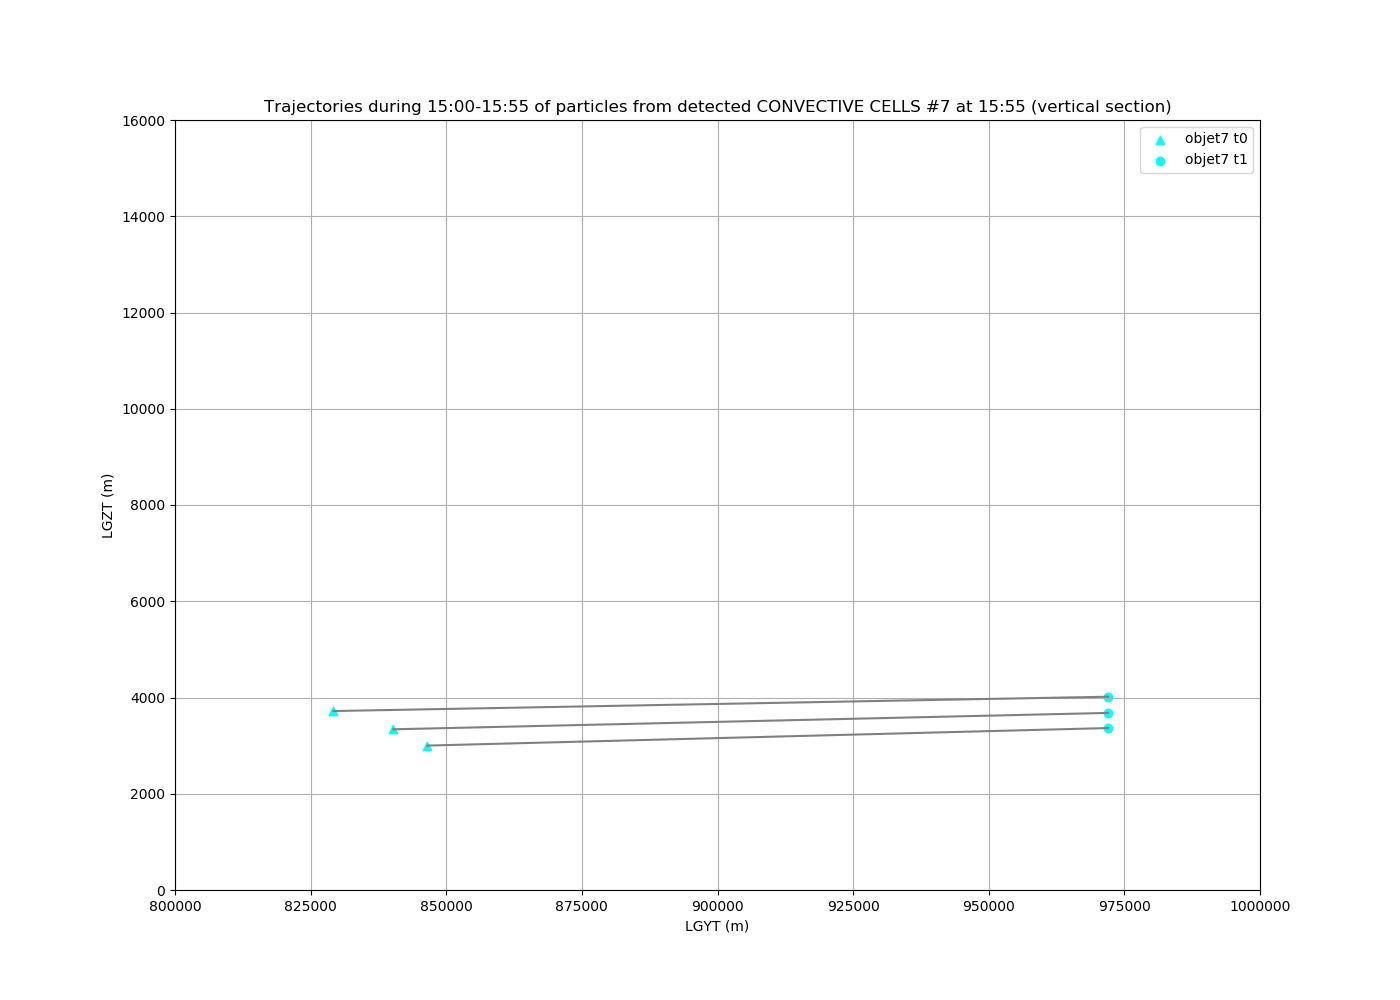 Trajectories during 15:00-15:55 of particles from detected CONVECTIVE CELLS #7 at 15:55 (vertical section)
objet7 t0
objet7 t1
16000
14000
12000
10000
8000
6000
4000
2000
0
LGZT (m)
800000 825000 850000 875000 900000 925000 950000 975000 1000000
LGYT (m)